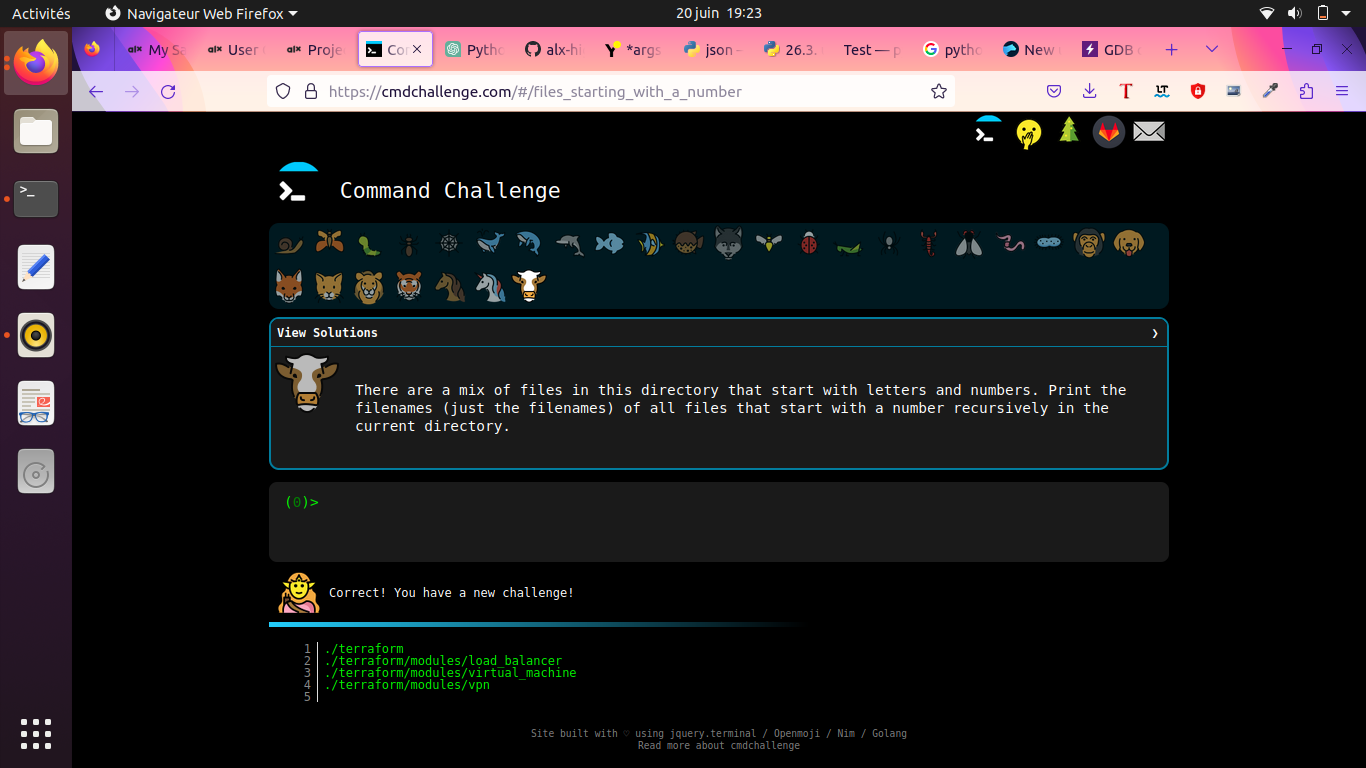 Activités
Navigateur Web Firefox
20 juin 19:23
alx My Sa
alx User
alx Proje
Co
Pytho
alx-hi
*args
json –
26.3.
Test — p
pytho
New
GDB
https://cmdchallenge.com/#/files_starting_with_a_number
T
LT
Command Challenge
View Solutions
There are a mix of files in this directory that start with letters and numbers. Print the
filenames (just the filenames) of all files that start with a number recursively in the
current directory.
(0)>
Correct! You have a new challenge!
1 ./terraform
2 ./terraform/modules/load_balancer
3 ./terraform/modules/virtual_machine
4 ./terraform/modules/vpn
5
Site built with ♡ using jquery.terminal / Openmoji / Nim / Golang
Read more about cmdchallenge